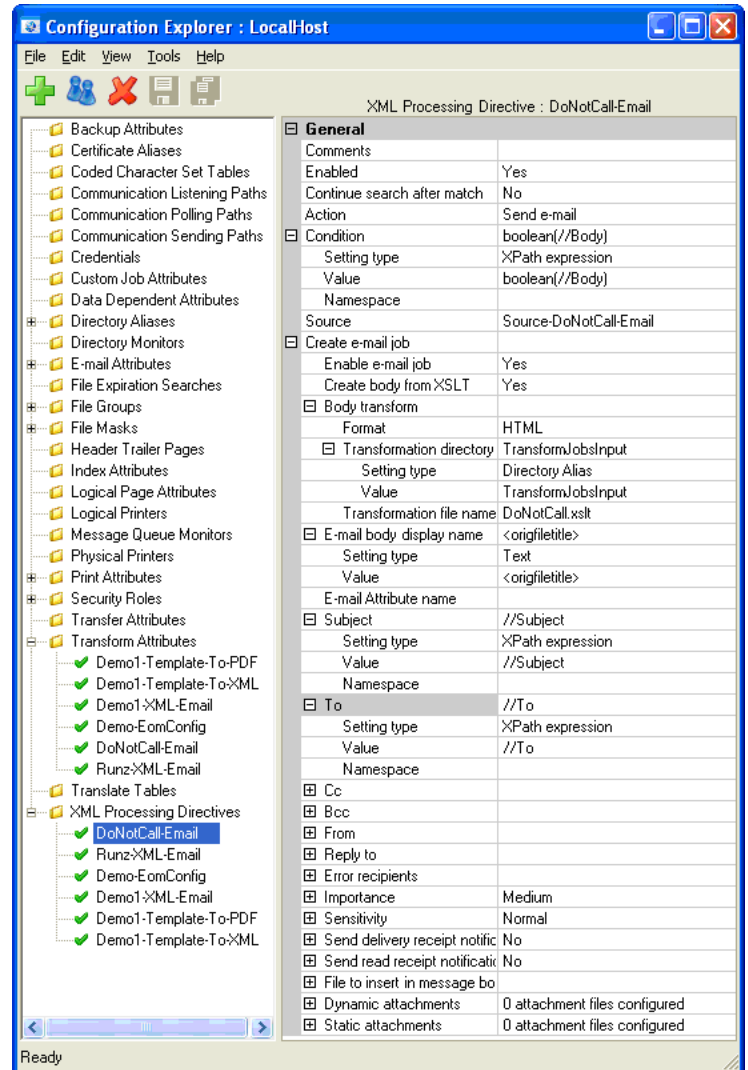 Configuration Explorer : LocalHost
File Edit View Tools Help
XML Processing Directive : DoNotCall-Email
Backup Attributes
Certificate Aliases
Coded Character Set Tables
Communication Listening Paths
Communication Polling Paths
Communication Sending Paths
Credentials
Custom Job Attributes
Data Dependent Attributes
Directory Aliases
Directory Monitors
E-mail Attributes
File Expiration Searches
File Groups
File Masks
Header Trailer Pages
Index Attributes
Logical Page Attributes
Logical Printers
Message Queue Monitors
Physical Printers
Print Attributes
Security Roles
Transfer Attributes
Transform Attributes
Demo1-Template-To-PDF
Demo1-Template-To-XML
Demo1-XML-Email
Demo-EomConfig
DoNotCall-Email
Runz-XML-Email
Translate Tables
XML Processing Directives
DoNotCall-Email
Runz-XML-Email
Demo-EomConfig
Demo1-XML-Email
Demo1-Template-To-PDF
Demo1-Template-To-XML
General
Comments
Enabled Yes
Continue search after match No
Action Send e-mail
Condition boolean(//Body)
Setting type XPath expression
Value boolean(//Body)
Namespace
Source Source-DoNotCall-Email
Create e-mail job
Enable e-mail job Yes
Create body from XSLT Yes
Body transform
Format HTML
Transformation directory TransformJobsInput
Setting type Directory Alias
Value TransformJobsInput
Transformation file name DoNotCall.xslt
E-mail body display name <origfiletitle>
Setting type Text
Value <origfiletitle>
E-mail Attribute name
Subject //Subject
Setting type XPath expression
Value //Subject
Namespace
To //To
Setting type XPath expression
Value //To
Namespace
Cc
Bcc
From
Reply to
Error recipients
Importance Medium
Sensitivity Normal
Send delivery receipt notific No
Send read receipt notificatio No
File to insert in message bo
Dynamic attachments 0 attachment files configured
Static attachments 0 attachment files configured
Ready